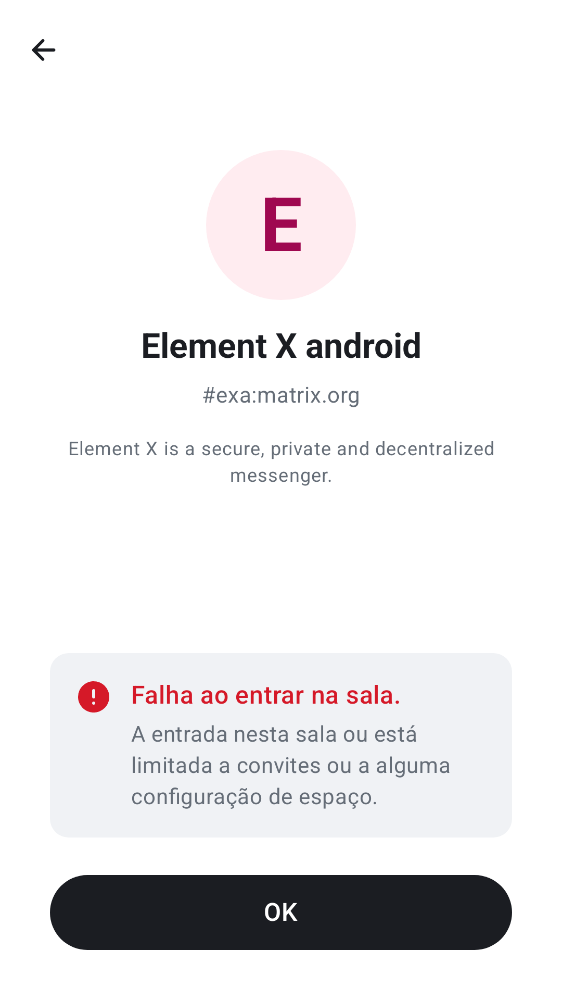 E
Element X android
#exa:matrix.org
Element X is a secure, private and decentralized
messenger.
Falha ao entrar na sala.
A entrada nesta sala ou está
limitada a convites ou a alguma
configuração de espaço.
OK